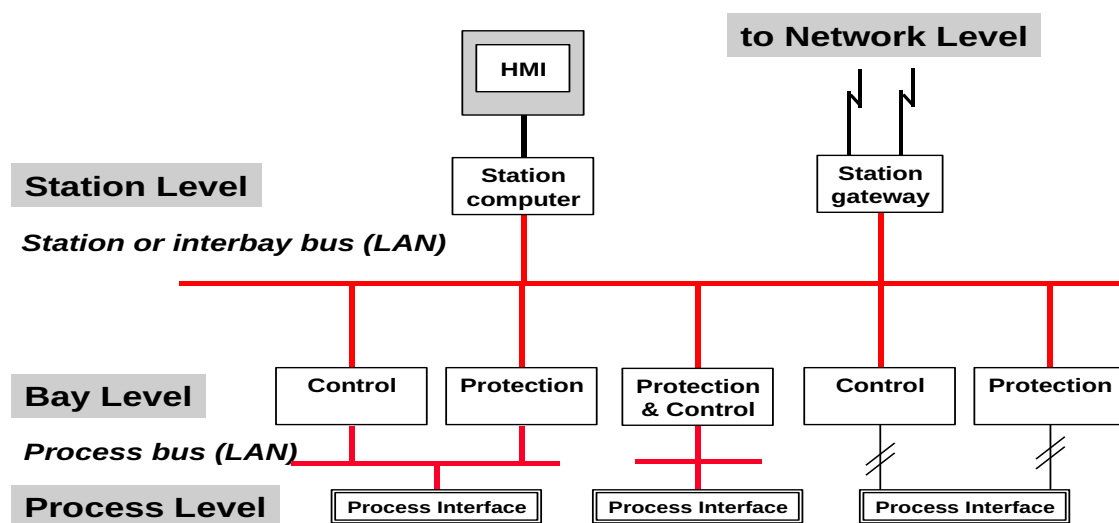 to Network Level
HMI
Station Level
Station
computer
Station
gateway
Station or interbay bus (LAN)
Bay Level
Control
Protection
Protection
& Control
Control
Protection
Process bus (LAN)
Process Level
Process Interface
Process Interface
Process Interface